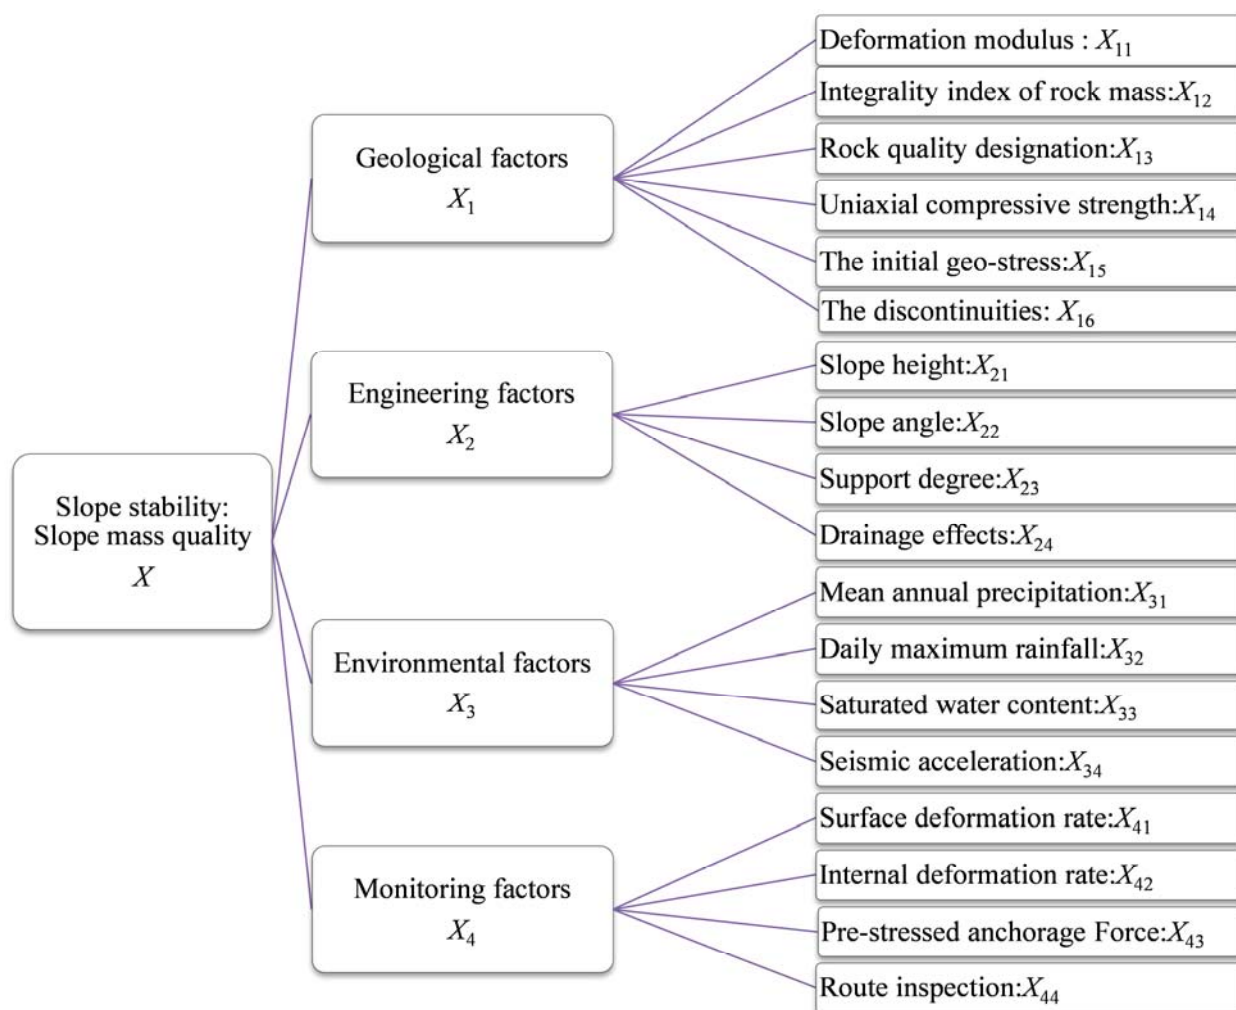 Slope stability:
Slope mass quality
X
Geological factors
X₁
Deformation modulus : X₁₁
Integrality index of rock mass:X₁₂
Rock quality designation:X₁₃
Uniaxial compressive strength:X₁₄
The initial geo-stress:X₁₅
The discontinuities: X₁₆
Engineering factors
X₂
Slope height:X₂₁
Slope angle:X₂₂
Support degree:X₂₃
Drainage effects:X₂₄
Environmental factors
X₃
Mean annual precipitation:X₃₁
Daily maximum rainfall:X₃₂
Saturated water content:X₃₃
Seismic acceleration:X₃₄
Monitoring factors
X₄
Surface deformation rate:X₄₁
Internal deformation rate:X₄₂
Pre-stressed anchorage Force:X₄₃
Route inspection:X₄₄